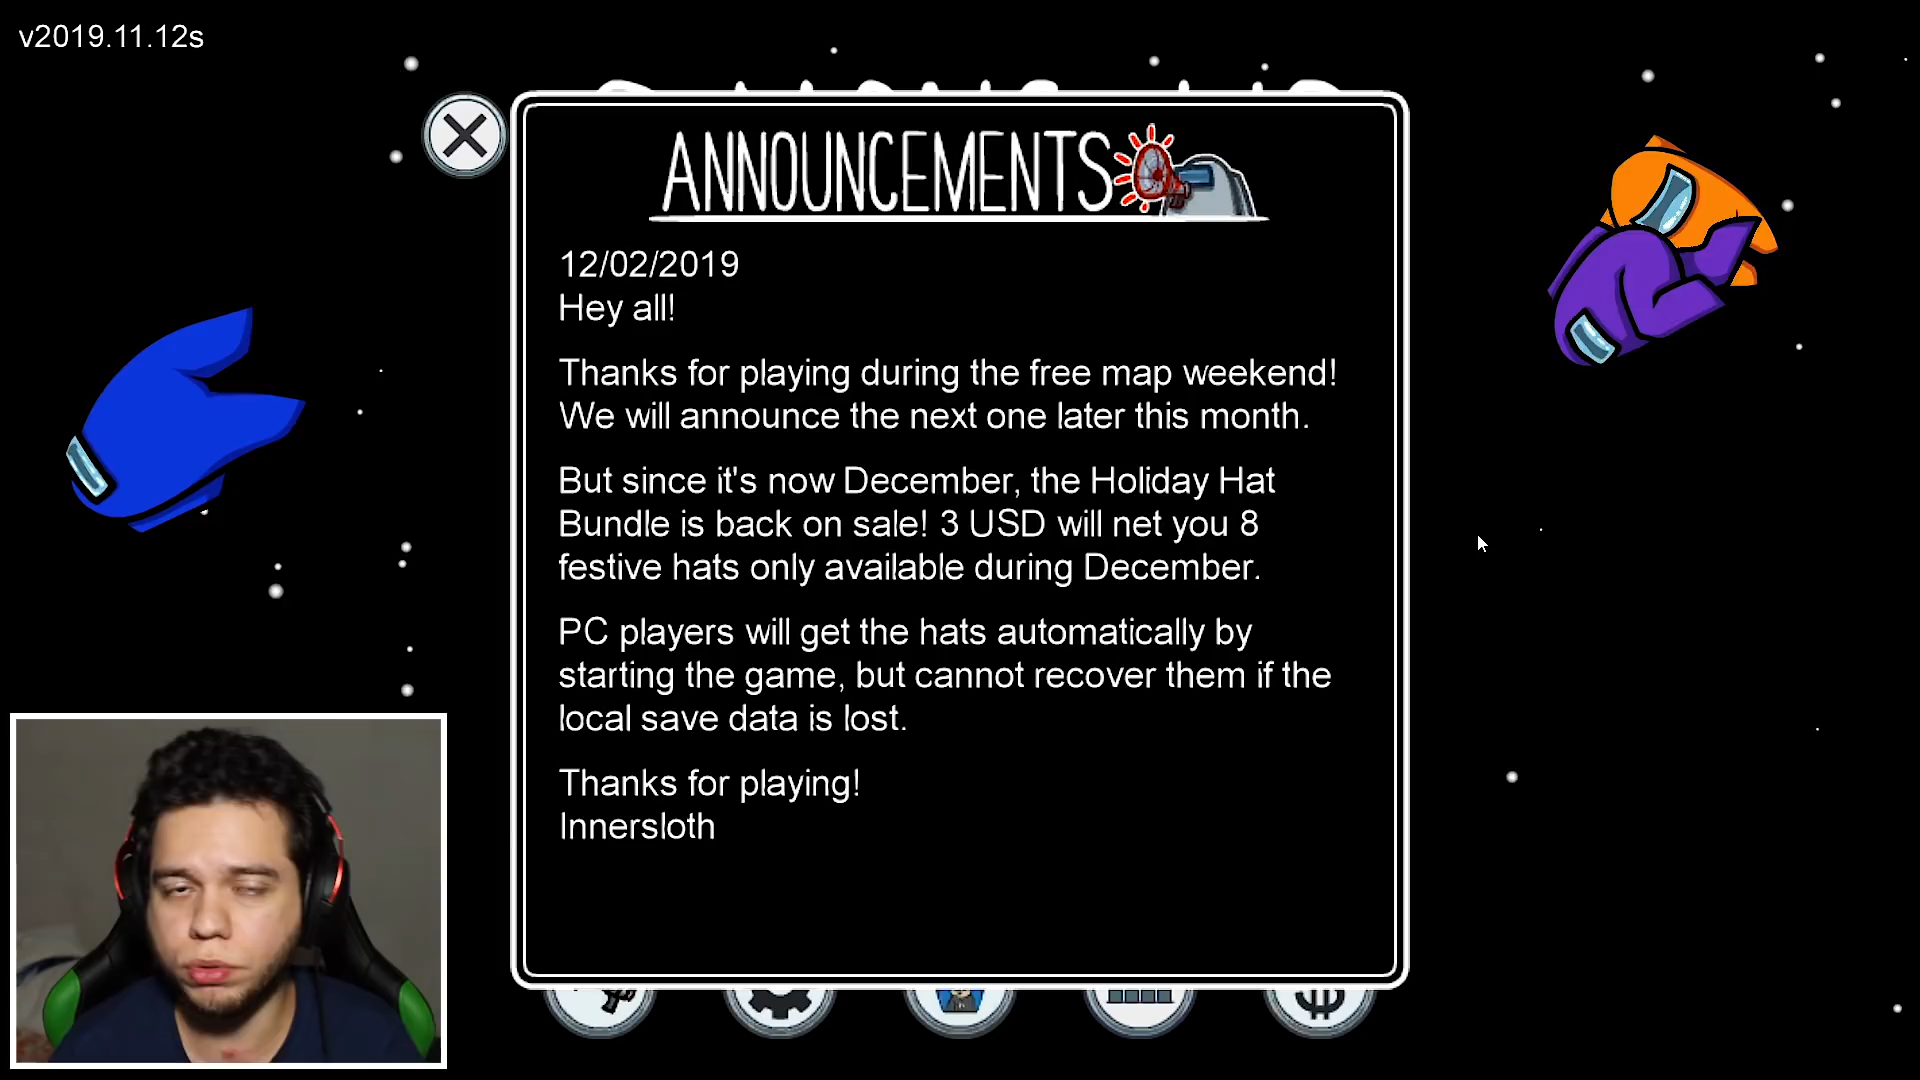 v2019.11.12s
ANNOUNCEMENTS
12/02/2019
Hey all!
Thanks for playing during the free map weekend!
We will announce the next one later this month.
But since it's now December, the Holiday Hat
Bundle is back on sale! 3 USD will net you 8
festive hats only available during December.
PC players will get the hats automatically by
starting the game, but cannot recover them if the
local save data is lost.
Thanks for playing!
Innersloth